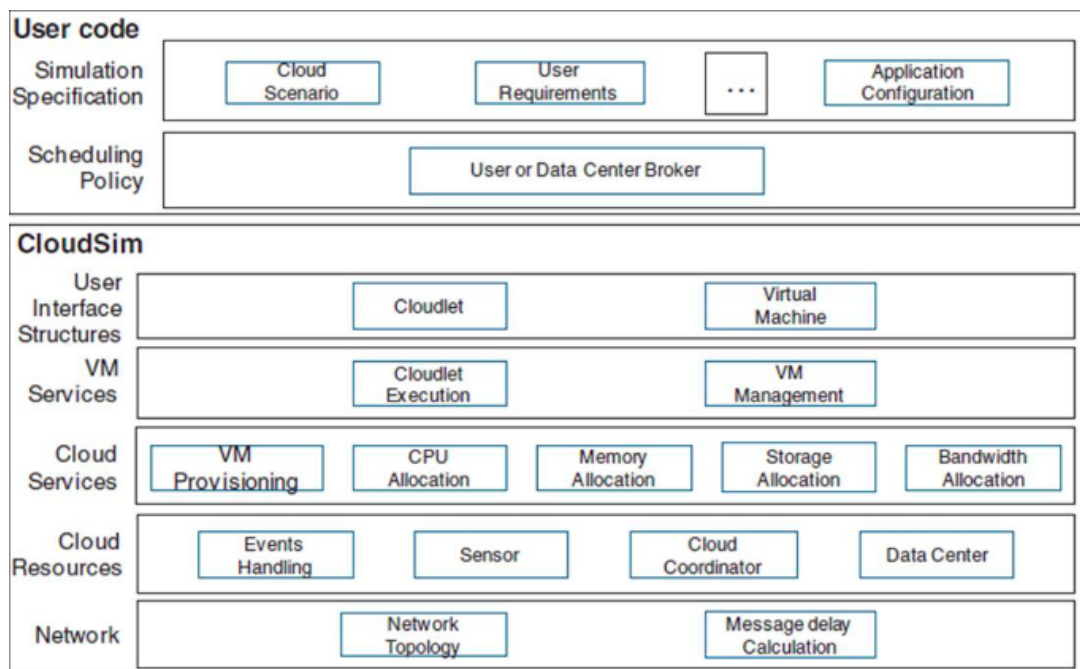 User code
Simulation
Specification
Cloud
Scenario
User
Requirements
...
Application
Configuration
Scheduling
Policy
User or Data Center Broker
CloudSim
User
Interface
Structures
Cloudlet
Virtual
Machine
VM
Services
Cloudlet
Execution
VM
Management
Cloud
Services
VM
Provisioning
CPU
Allocation
Memory
Allocation
Storage
Allocation
Bandwidth
Allocation
Cloud
Resources
Events
Handling
Sensor
Cloud
Coordinator
Data Center
Network
Network
Topology
Message delay
Calculation